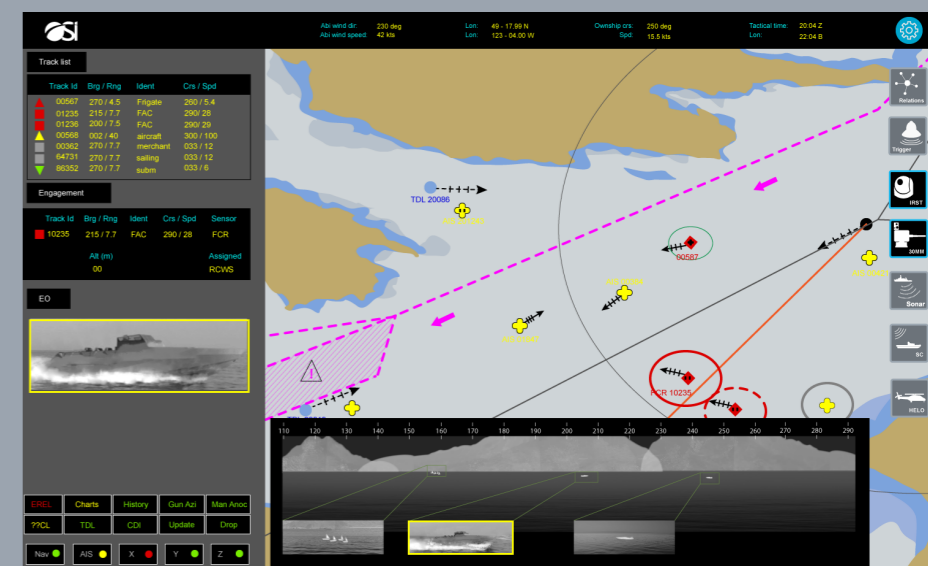 OSI
Abi wind dir: 230 deg Lon: 49 - 17.99 N Ownship crs: 250 deg Tactical time: 20:04 Z
Abi wind speed: 42 kts Lon: 123 - 04.00 W Spd: 15.5 kts Lon: 22:04 B
Track list
Track Id Brg / Rng Ident Crs / Spd
00567 270 / 4.5 Frigate 260 / 5.4
01235 215 / 7.7 FAC 290/ 28
01236 200 / 7.5 FAC 290/ 29
00568 002 / 40 aircraft 300 / 100
00362 270 / 7.7 merchant 033 / 12
64731 270 / 7.7 sailing 033 / 12
86352 270 / 7.7 subm 033 / 6
Engagement
Track Id Brg / Rng Ident Crs / Spd Sensor
10235 215 / 7.7 FAC 290 / 28 FCR
Alt (m) Assigned
00 RCWS
EO
EREL Charts History Gun Azi Man Anoc
??CL TDL CDI Update Drop
Nav AIS X Y Z
Relations
Trigger
IRST
30MM
Sonar
SC
HELO
TDL 20086
00587
FCR 10235
!
110 120 130 140 150 160 170 180 190 200 210 220 230 240 250 260 270 280 290